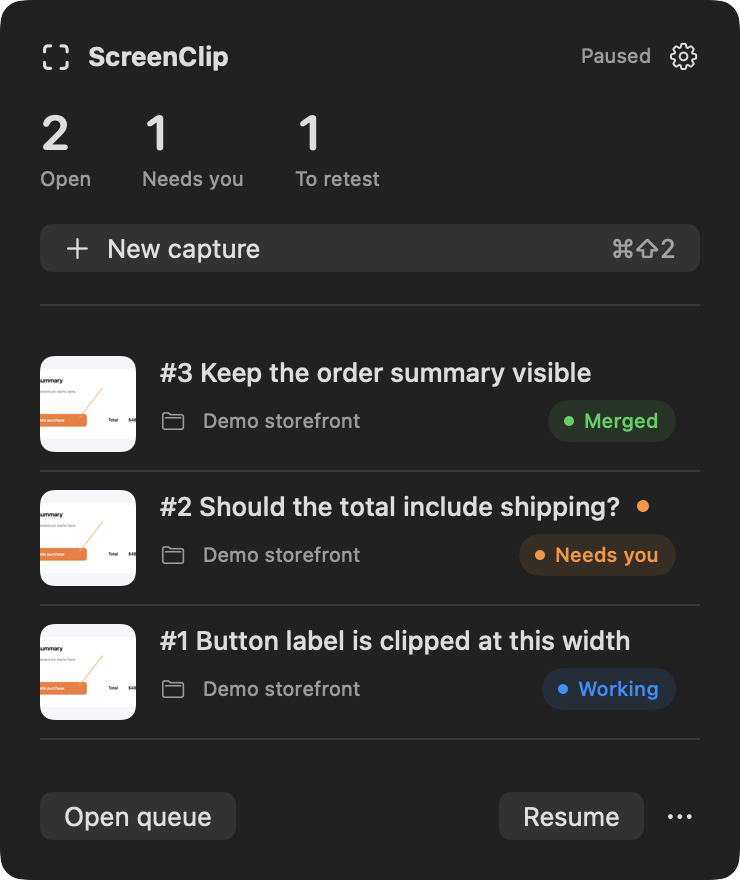 ScreenClip
Paused
2
1
1
Open
Needs you
To retest
New capture
⌘⇧2
#3 Keep the order summary visible
Demo storefront
Merged
#2 Should the total include shipping?
Demo storefront
Needs you
#1 Button label is clipped at this width
Demo storefront
Working
Open queue
Resume